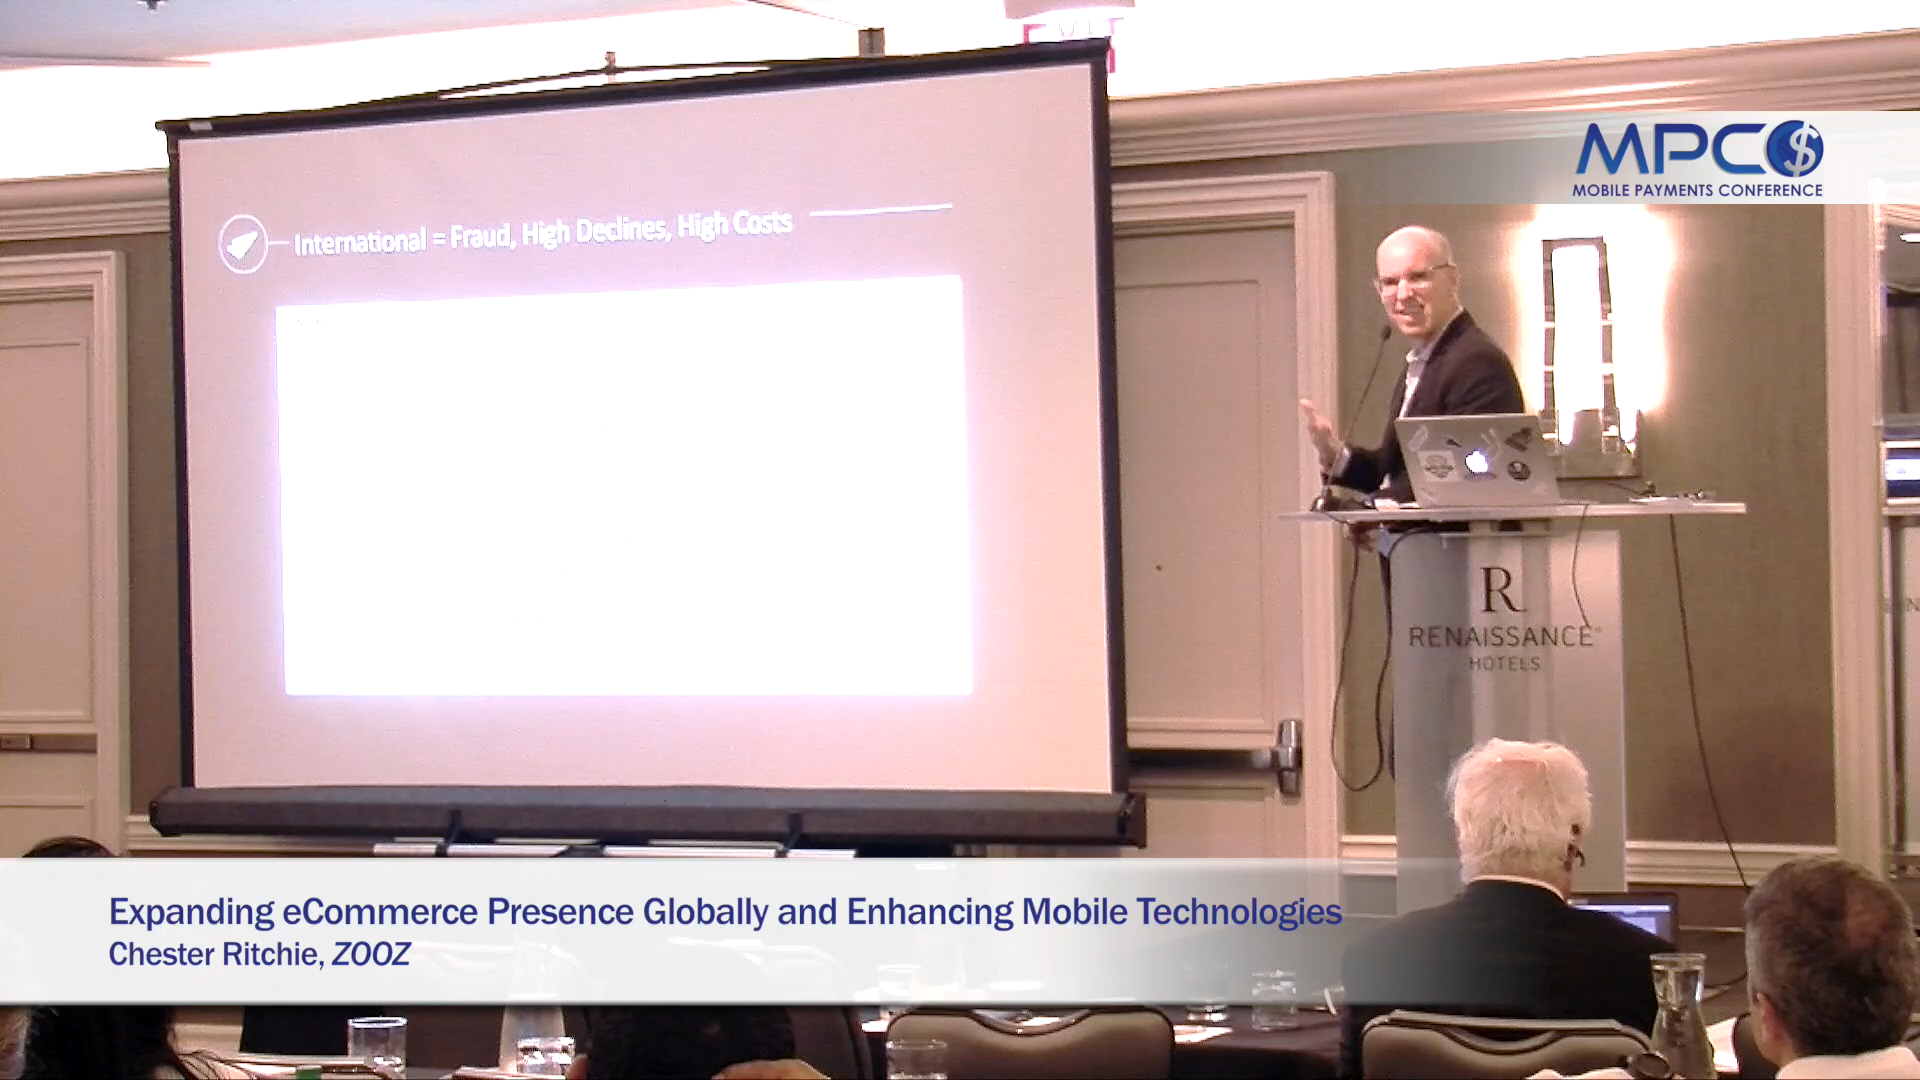 MPC$
MOBILE PAYMENTS CONFERENCE
International = Fraud, High Declines, High Costs
R
RENAISSANCE®
HOTELS
Expanding eCommerce Presence Globally and Enhancing Mobile Technologies
Chester Ritchie, ZOOZ